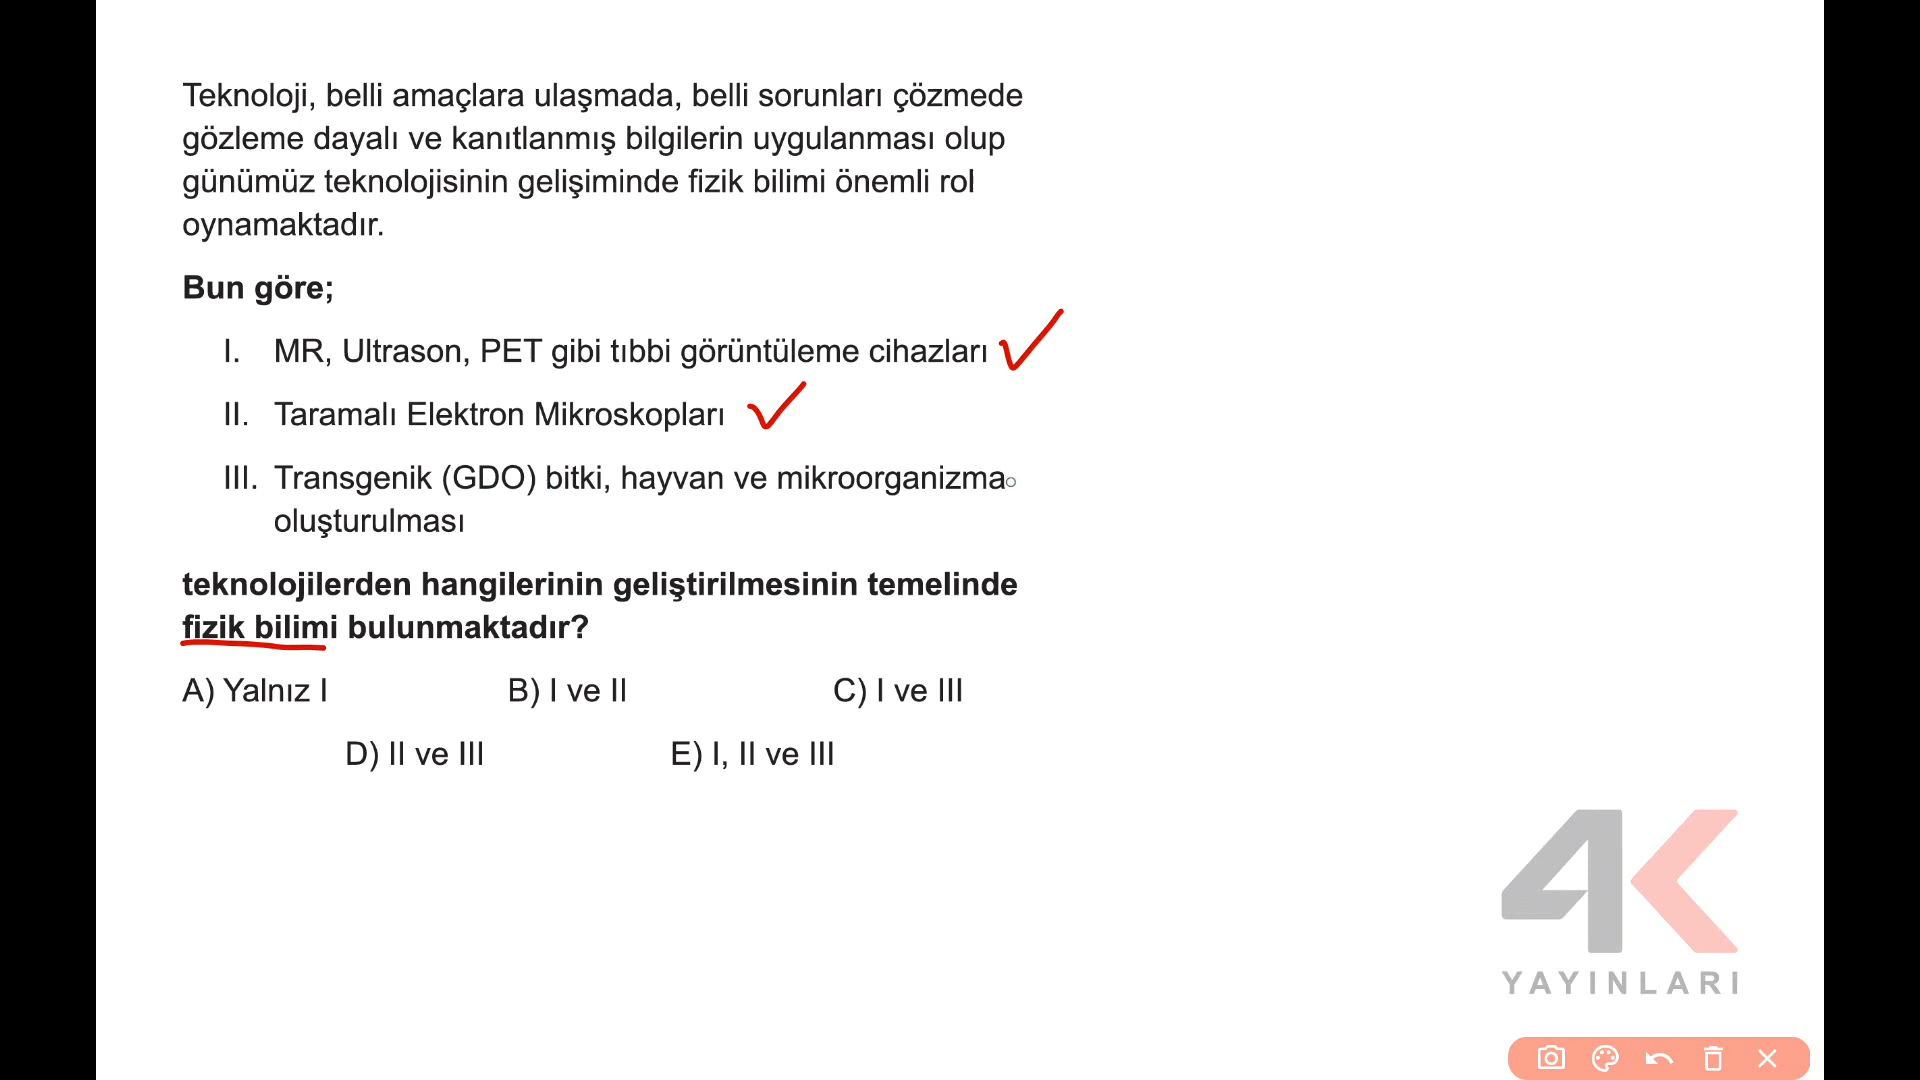 Teknoloji, belli amaçlara ulaşmada, belli sorunları çözmede
gözleme dayalı ve kanıtlanmış bilgilerin uygulanması olup
günümüz teknolojisinin gelişiminde fizik bilimi önemli rol
oynamaktadır.
Bun göre;
I. MR, Ultrason, PET gibi tıbbi görüntüleme cihazları
II. Taramalı Elektron Mikroskopları
III. Transgenik (GDO) bitki, hayvan ve mikroorganizma
oluşturulması
teknolojilerden hangilerinin geliştirilmesinin temelinde
fizik bilimi bulunmaktadır?
A) Yalnız I B) I ve II C) I ve III
D) II ve III E) I, II ve III
4K
YAYINLARI